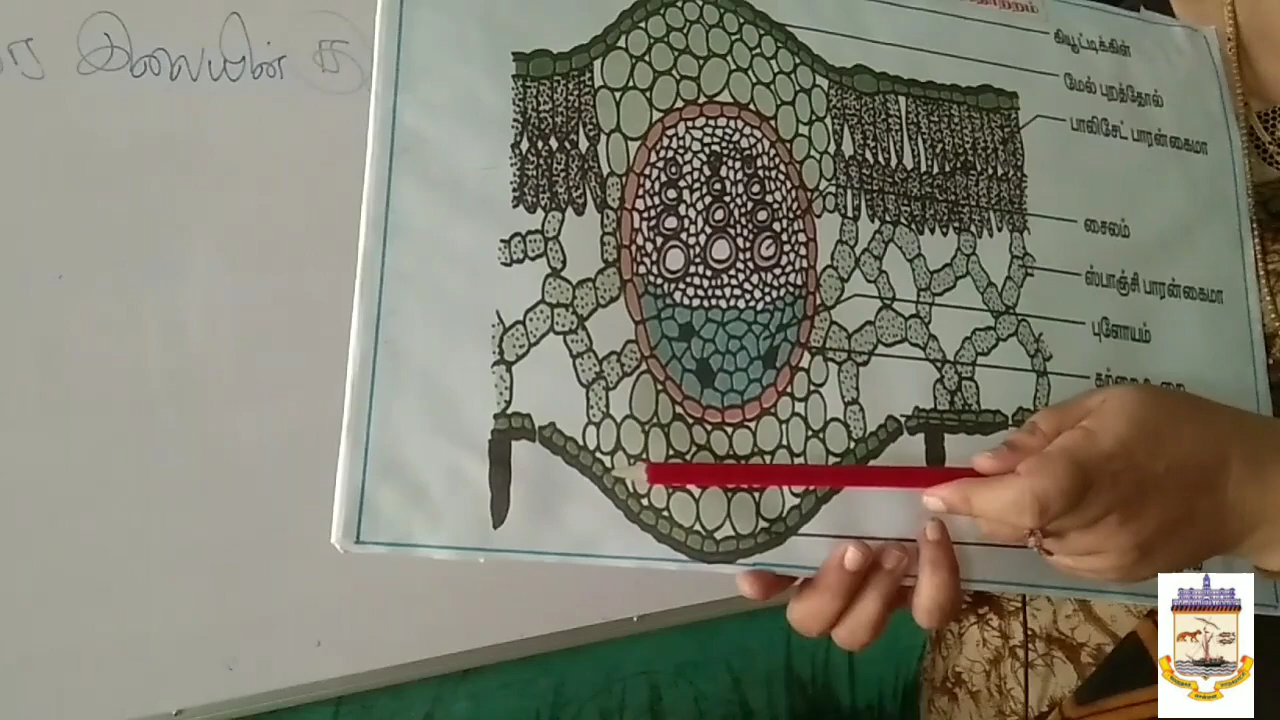 இலையின்
கியூட்டிக்கிள்
மேல் புறத்தோல்
பாலிசேட் பாரன்கைமா
சைலம்
ஸ்பாஞ்சி பாரன்கைமா
புளோயம்